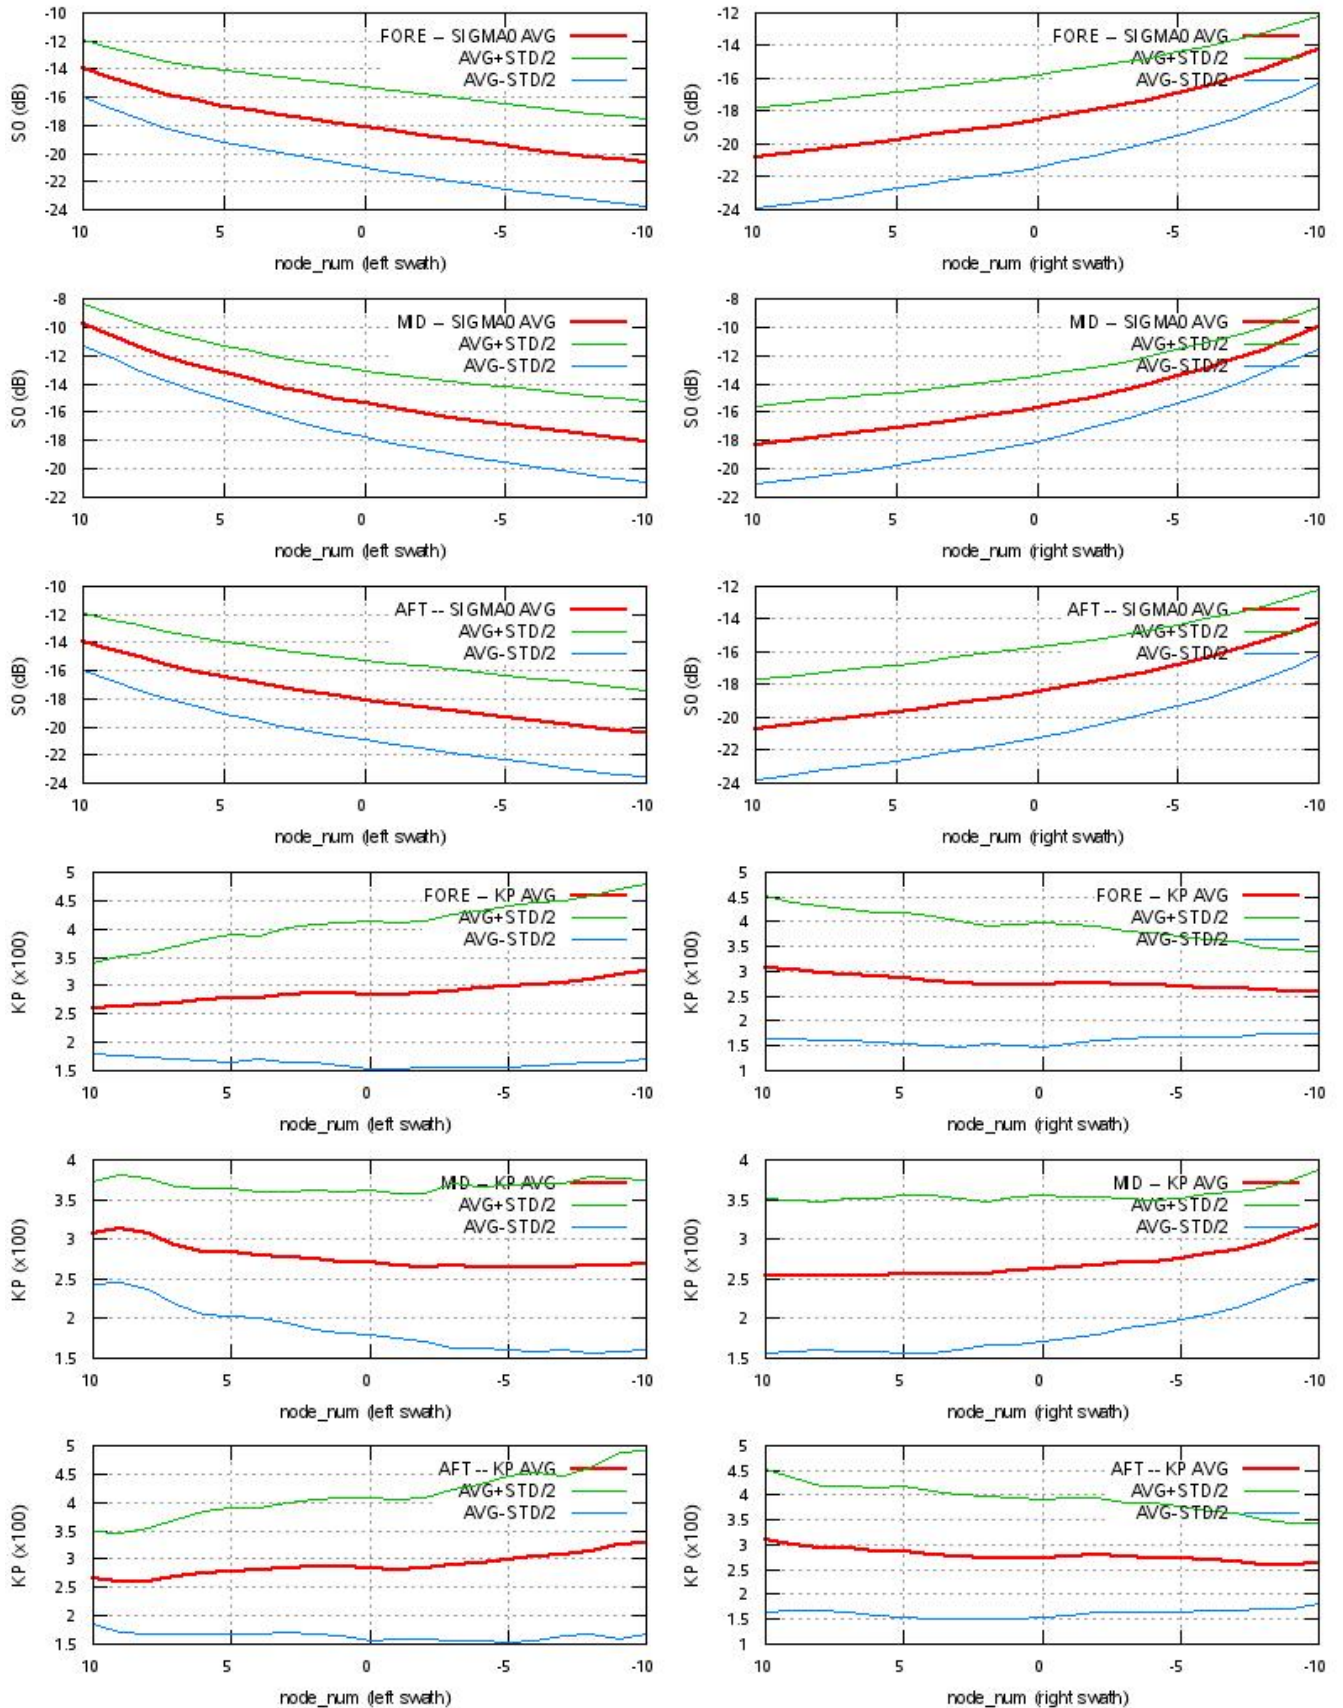 -10
-12
-14
-16
-18
-20
-22
-24
S0 (dB)
FORE -- SIGMA0 AVG
AVG+STD/2
AVG-STD/2
10 5 0 -5 -10
node_num (left swath)
-12
-14
-16
-18
-20
-22
-24
S0 (dB)
FORE -- SIGMA0 AVG
AVG+STD/2
AVG-STD/2
10 5 0 -5 -10
node_num (right swath)
-8
-10
-12
-14
-16
-18
-20
-22
S0 (dB)
MID -- SIGMA0 AVG
AVG+STD/2
AVG-STD/2
10 5 0 -5 -10
node_num (left swath)
-8
-10
-12
-14
-16
-18
-20
-22
S0 (dB)
MID -- SIGMA0 AVG
AVG+STD/2
AVG-STD/2
10 5 0 -5 -10
node_num (right swath)
-10
-12
-14
-16
-18
-20
-22
-24
S0 (dB)
AFT -- SIGMA0 AVG
AVG+STD/2
AVG-STD/2
10 5 0 -5 -10
node_num (left swath)
-12
-14
-16
-18
-20
-22
-24
S0 (dB)
AFT -- SIGMA0 AVG
AVG+STD/2
AVG-STD/2
10 5 0 -5 -10
node_num (right swath)
5
4.5
4
3.5
3
2.5
2
1.5
KP (x100)
FORE -- KP AVG
AVG+STD/2
AVG-STD/2
10 5 0 -5 -10
node_num (left swath)
5
4.5
4
3.5
3
2.5
2
1.5
1
KP (x100)
FORE -- KP AVG
AVG+STD/2
AVG-STD/2
10 5 0 -5 -10
node_num (right swath)
4
3.5
3
2.5
2
1.5
KP (x100)
MID -- KP AVG
AVG+STD/2
AVG-STD/2
10 5 0 -5 -10
node_num (left swath)
4
3.5
3
2.5
2
1.5
KP (x100)
MID -- KP AVG
AVG+STD/2
AVG-STD/2
10 5 0 -5 -10
node_num (right swath)
5
4.5
4
3.5
3
2.5
2
1.5
KP (x100)
AFT -- KP AVG
AVG+STD/2
AVG-STD/2
10 5 0 -5 -10
node_num (left swath)
5
4.5
4
3.5
3
2.5
2
1.5
1
KP (x100)
AFT -- KP AVG
AVG+STD/2
AVG-STD/2
10 5 0 -5 -10
node_num (right swath)